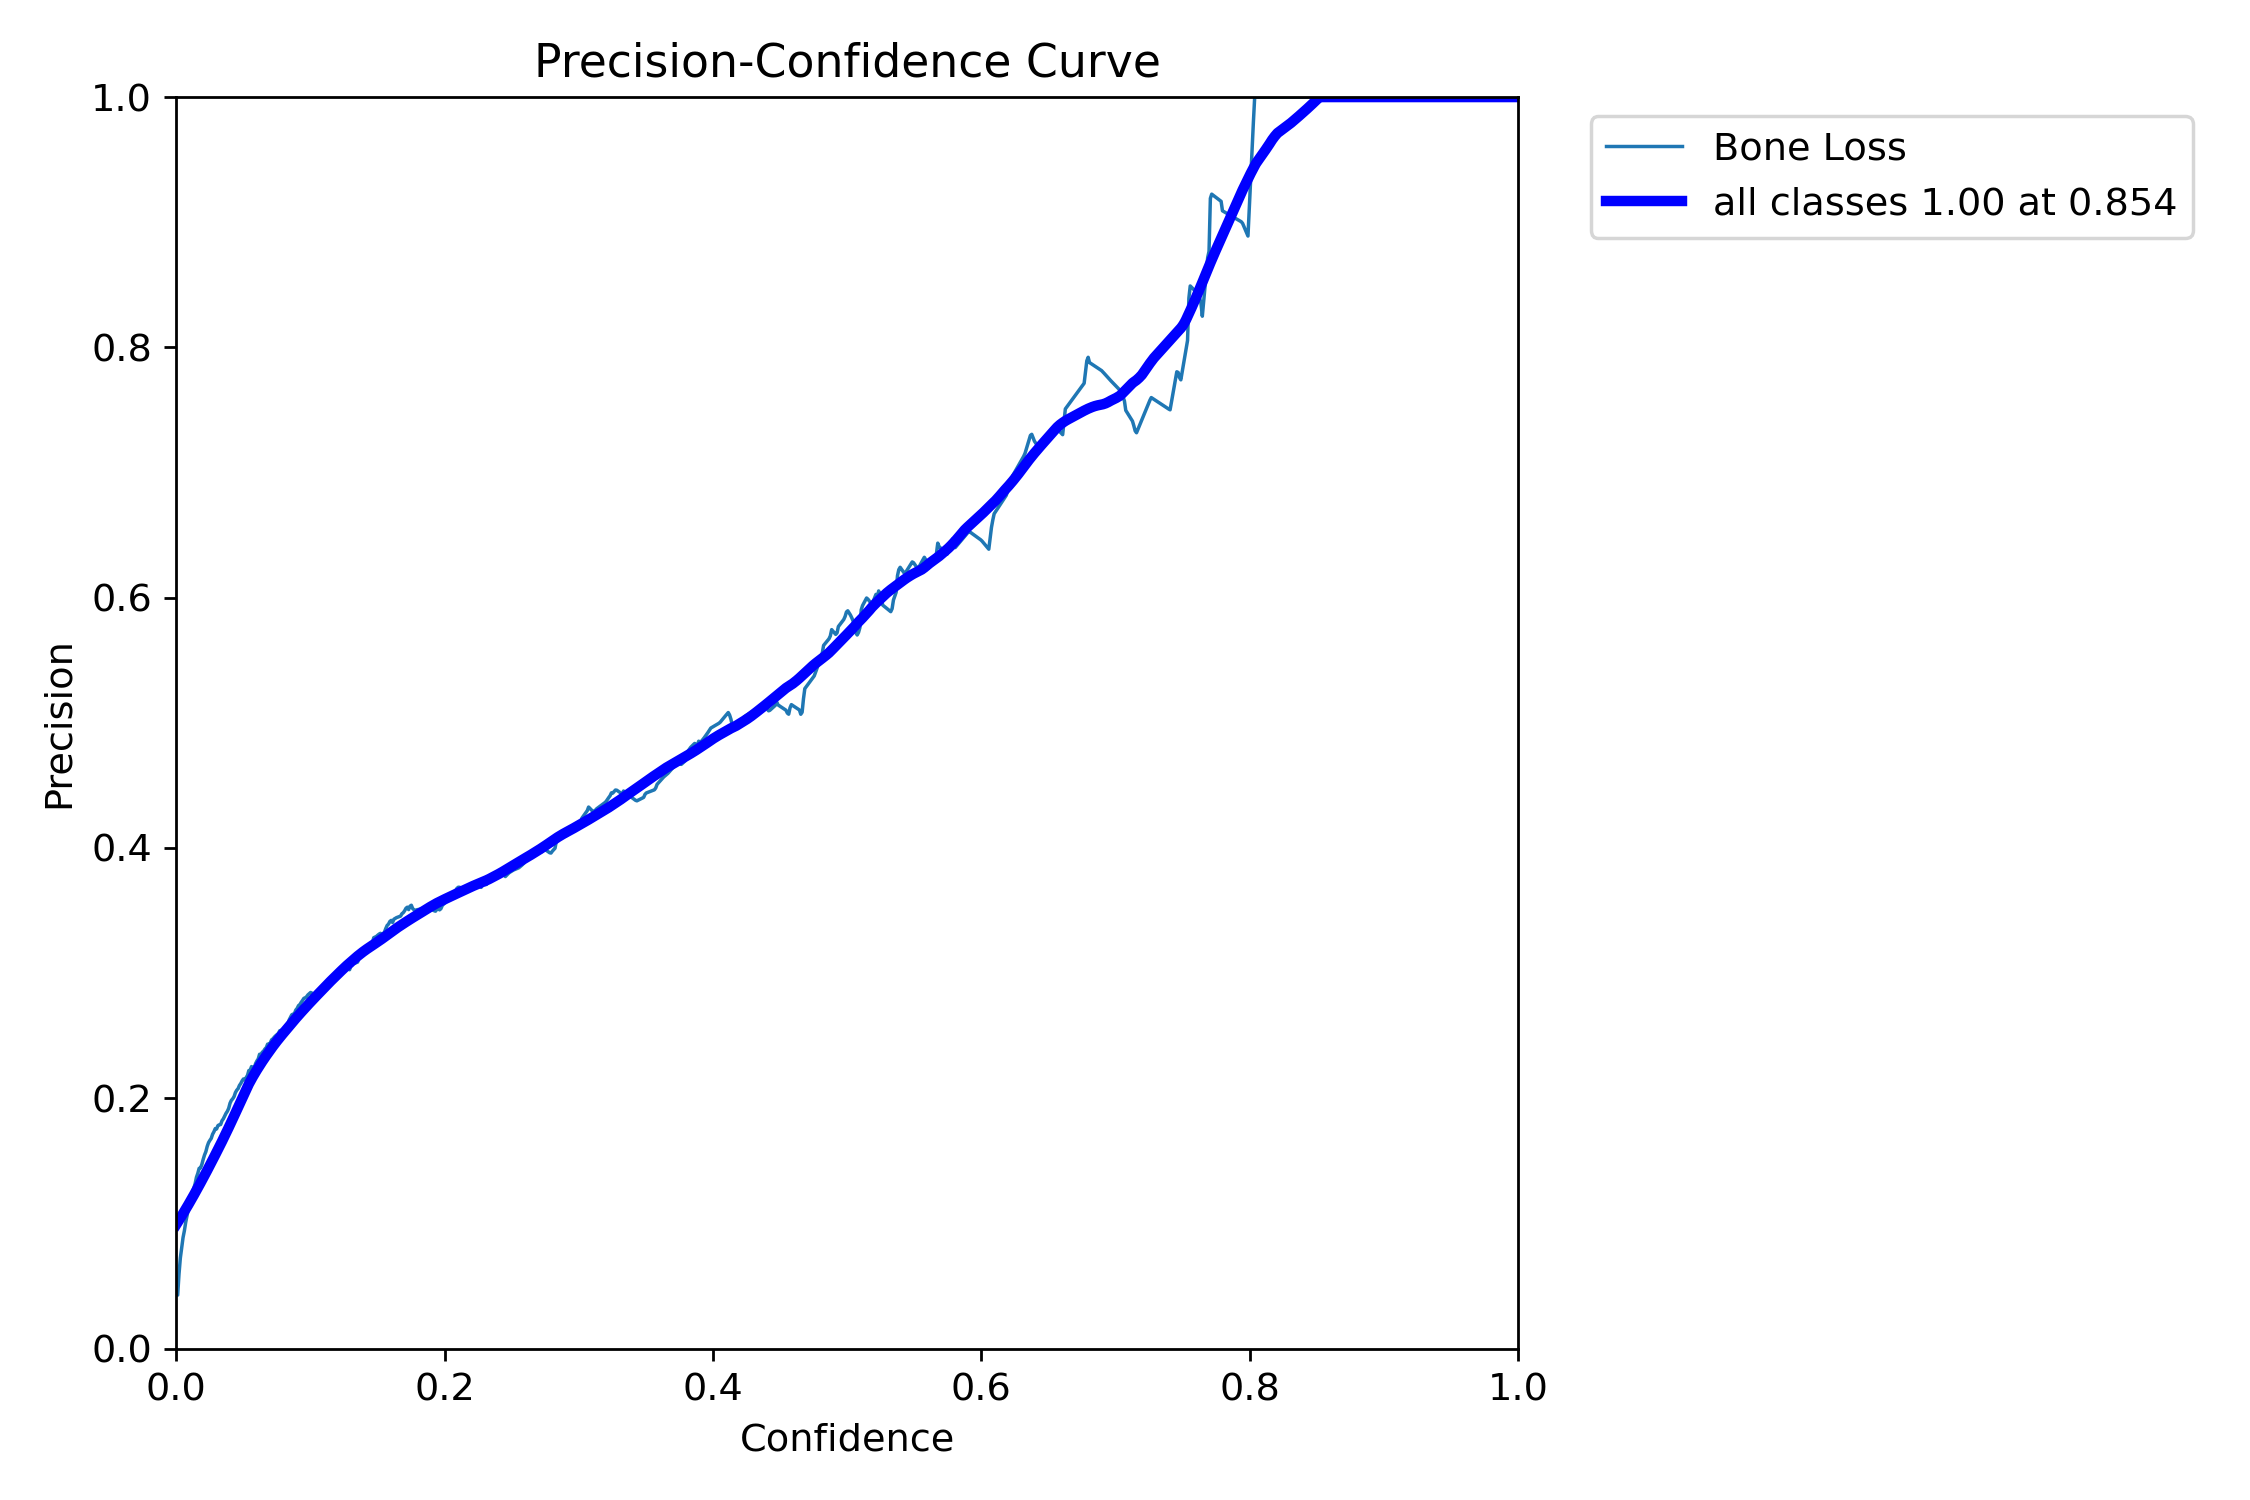 Precision-Confidence Curve
1.0
0.8
0.6
0.4
0.2
0.0
Precision
0.0 0.2 0.4 0.6 0.8 1.0
Confidence
Bone Loss
all classes 1.00 at 0.854